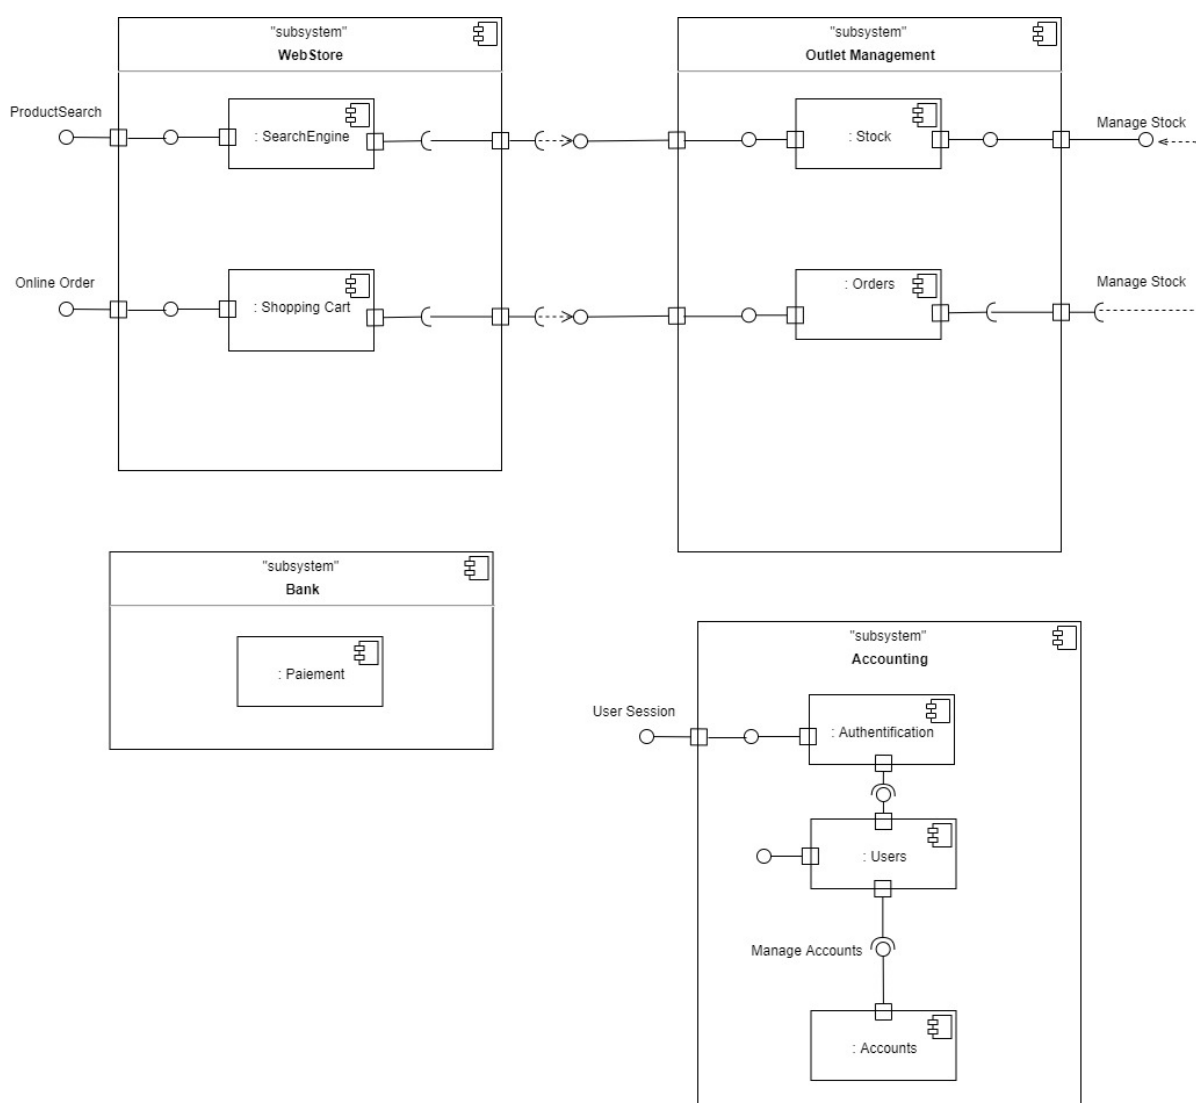 "subsystem"
WebStore
ProductSearch
: SearchEngine
Online Order
: Shopping Cart
"subsystem"
Outlet Management
: Stock
Manage Stock
: Orders
Manage Stock
"subsystem"
Bank
: Paiement
"subsystem"
Accounting
User Session
: Authentification
: Users
Manage Accounts
: Accounts